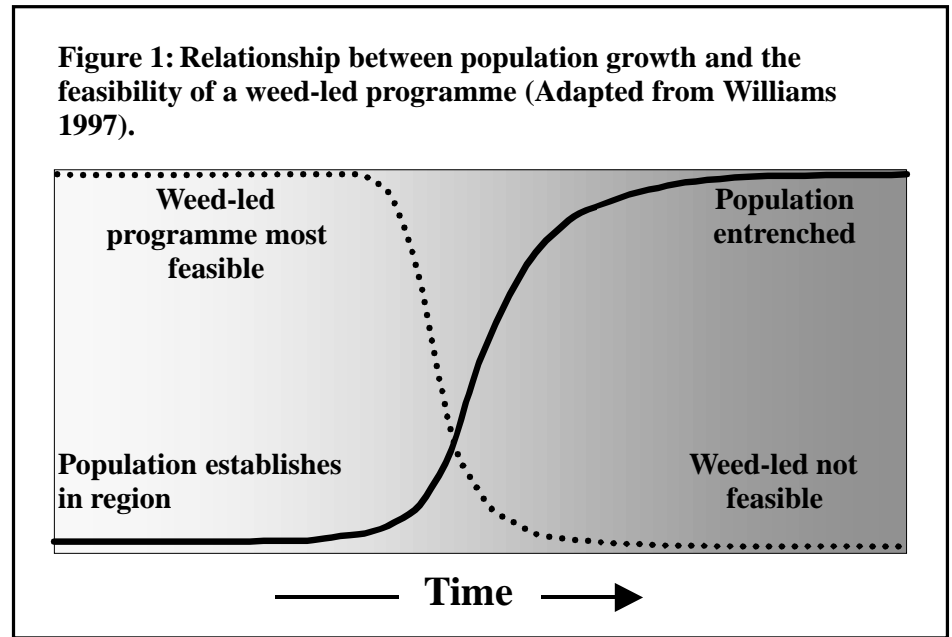 Figure 1: Relationship between population growth and the
feasibility of a weed-led programme (Adapted from Williams
1997).
Weed-led
programme most
feasible
Population
entrenched
Population establishes
in region
Weed-led not
feasible
Time